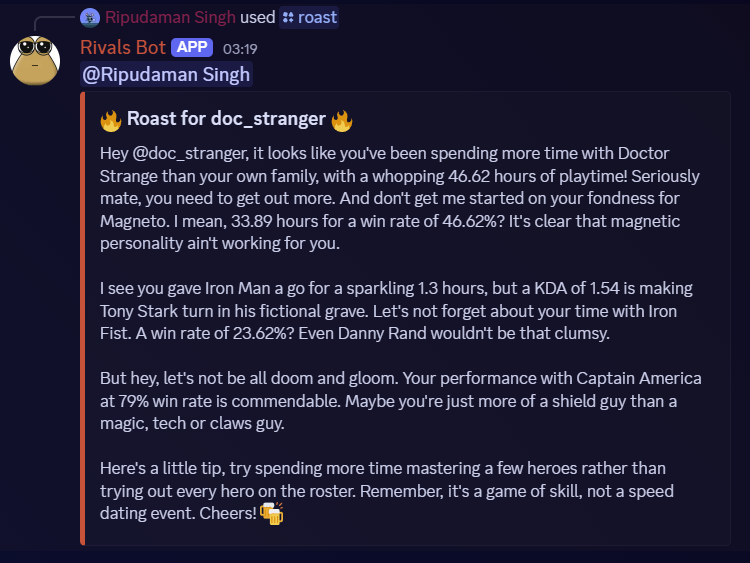 Ripudaman Singh used roast
Rivals Bot APP 03:19
@Ripudaman Singh
🔥 Roast for doc_stranger 🔥
Hey @doc_stranger, it looks like you've been spending more time with Doctor
Strange than your own family, with a whopping 46.62 hours of playtime! Seriously
mate, you need to get out more. And don't get me started on your fondness for
Magneto. I mean, 33.89 hours for a win rate of 46.62%? It's clear that magnetic
personality ain't working for you.
I see you gave Iron Man a go for a sparkling 1.3 hours, but a KDA of 1.54 is making
Tony Stark turn in his fictional grave. Let's not forget about your time with Iron
Fist. A win rate of 23.62%? Even Danny Rand wouldn't be that clumsy.
But hey, let's not be all doom and gloom. Your performance with Captain America
at 79% win rate is commendable. Maybe you're just more of a shield guy than a
magic, tech or claws guy.
Here's a little tip, try spending more time mastering a few heroes rather than
trying out every hero on the roster. Remember, it's a game of skill, not a speed
dating event. Cheers! 🍻